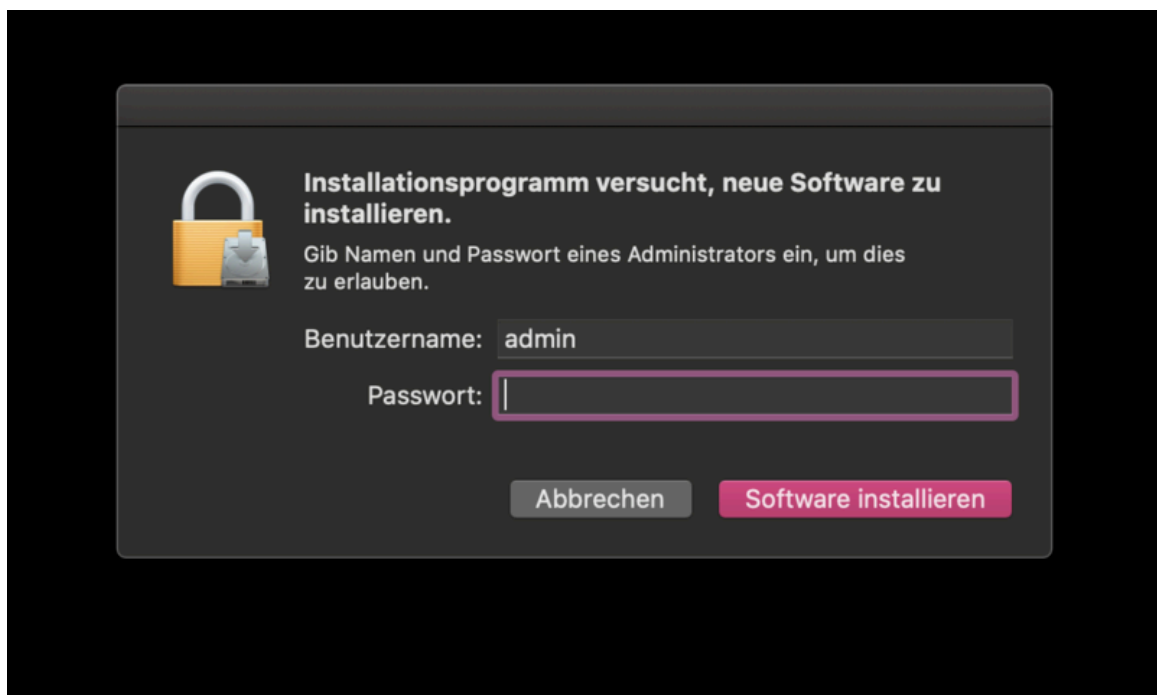 Installationsprogramm versucht, neue Software zu
installieren.
Gib Namen und Passwort eines Administrators ein, um dies
zu erlauben.
Benutzername: admin
Passwort:
Abbrechen Software installieren